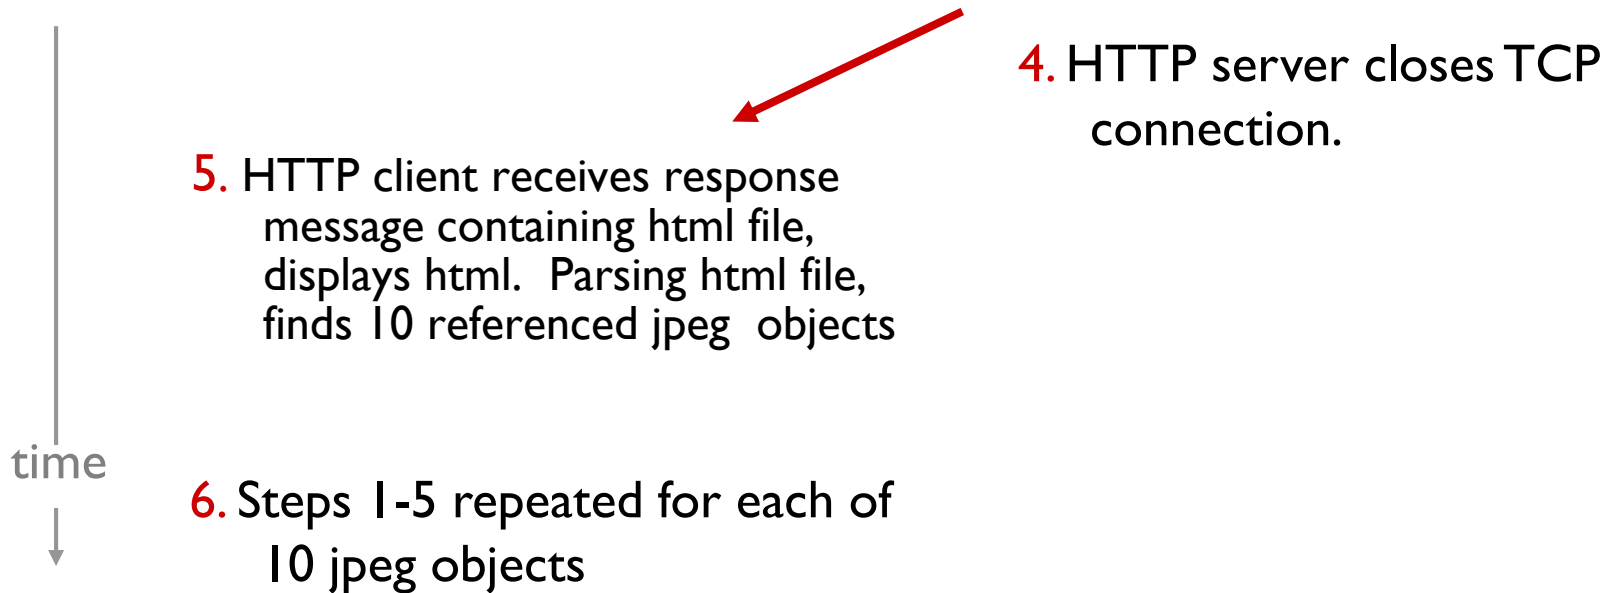 4. HTTP server closes TCP
connection.
5. HTTP client receives response
message containing html file,
displays html.  Parsing html file,
finds 10 referenced jpeg  objects
time
6. Steps 1-5 repeated for each of
10 jpeg objects